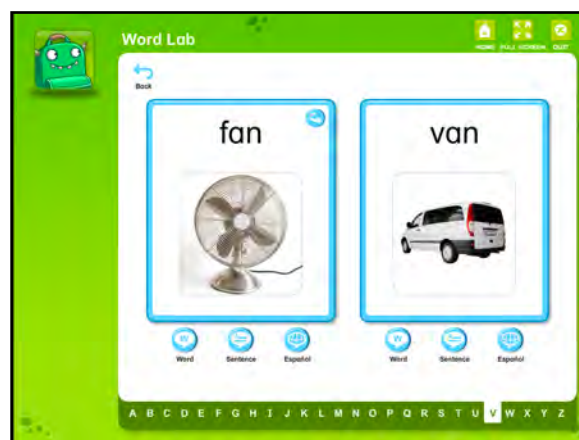 Word Lab
HOME FULL SCREEN QUIT
Back
fan van
W W
Word Sentence Español Word Sentence Español
A B C D E F G H I J K L M N O P Q R S T U V W X Y Z